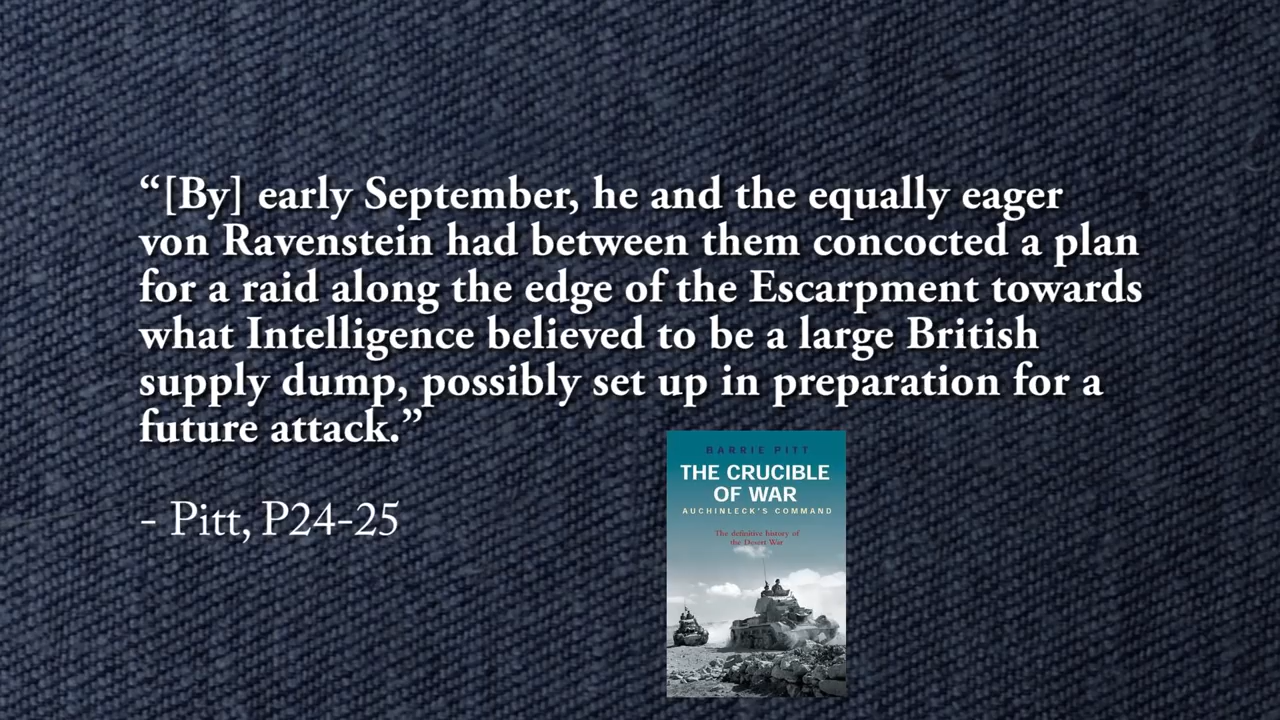 “[By] early September, he and the equally eager
von Ravenstein had between them concocted a plan
for a raid along the edge of the Escarpment towards
what Intelligence believed to be a large British
supply dump, possibly set up in preparation for a
future attack.”
- Pitt, P24-25
BARRIE PITT
THE CRUCIBLE
OF WAR
AUCHINLECK'S COMMAND
The definitive history of
the Desert War